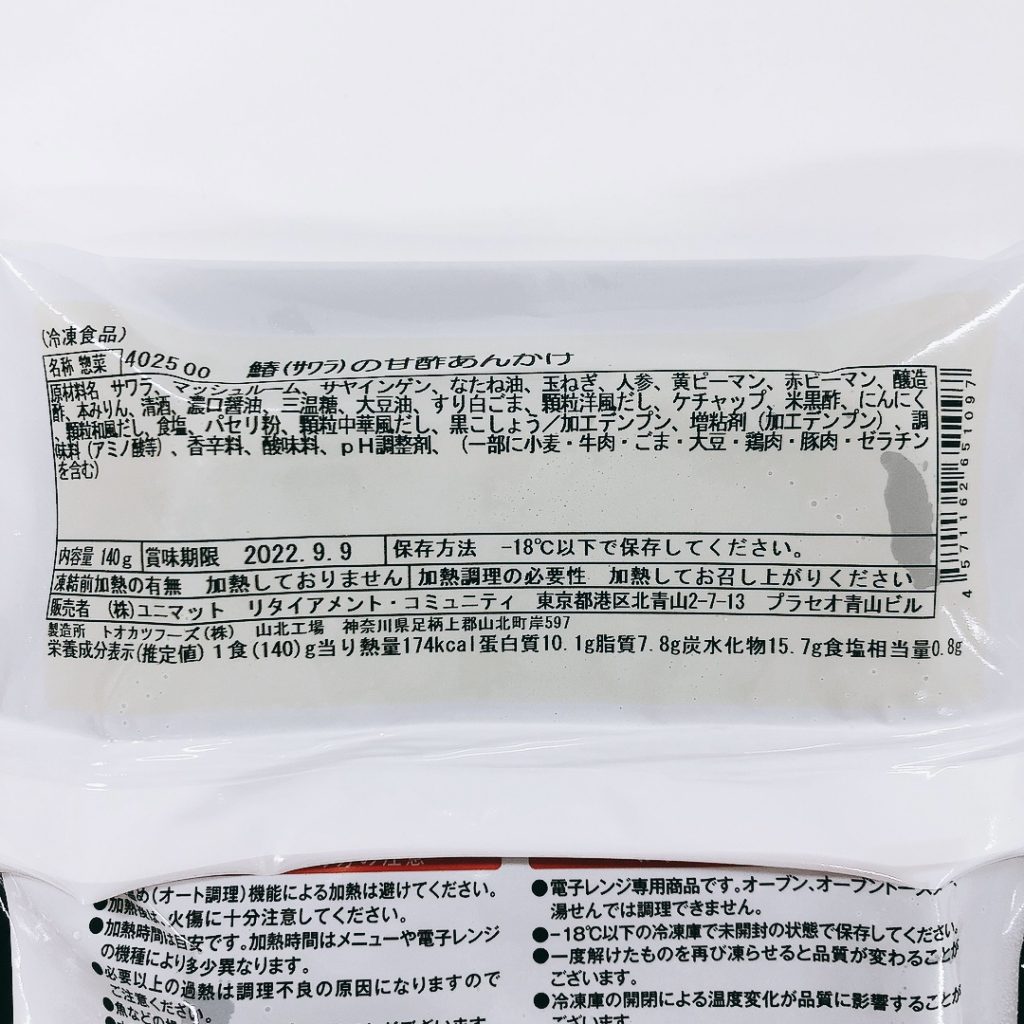 (冷凍食品)
名称 惣菜 4025 00 鰆(サワラ)の甘酢あんかけ
原材料名 サワラ、マッシュルーム、サヤインゲン、なたね油、玉ねぎ、人参、黄ピーマン、赤ピーマン、醸造
酢、本みりん、清酒、濃口醤油、三温糖、大豆油、すり白ごま、顆粒洋風だし、ケチャップ、米黒酢、にんにく
、顆粒和風だし、食塩、パセリ粉、顆粒中華風だし、黒こしょう/加工デンプン、増粘剤(加工デンプン)、調
味料(アミノ酸等)、香辛料、酸味料、pH調整剤、(一部に小麦・牛肉・ごま・大豆・鶏肉・豚肉・ゼラチン
を含む)
内容量 140g 賞味期限 2022.9.9 保存方法 -18℃以下で保存してください。
凍結前加熱の有無 加熱しておりません 加熱調理の必要性 加熱してお召し上がりください
販売者 (株)ユニマット リタイアメント・コミュニティ 東京都港区北青山2-7-13 プラセオ青山ビル
製造所 トオカツフーズ(株) 山北工場 神奈川県足柄上郡山北町岸597
栄養成分表示(推定値)1食(140)g当り熱量174kcal蛋白質10.1g脂質7.8g炭水化物15.7g食塩相当量0.8g
4571162651097
め(オート調理)機能による加熱は避けてください。
●加熱後は、火傷に十分注意してください。
●加熱時間は目安です。加熱時間はメニューや電子レンジ
の機種により多少異なります。
●必要以上の過熱は調理不良の原因になりますので
ご注意ください。
●魚などの
●電子レンジ専用商品です。オーブン、オーブントースター
湯せんでは調理できません。
●-18℃以下の冷凍庫で未開封の状態で保存してください。
●一度解けたものを再び凍らせると品質が変わることが
ございます。
●冷凍庫の開閉による温度変化が品質に影響することが
ございます